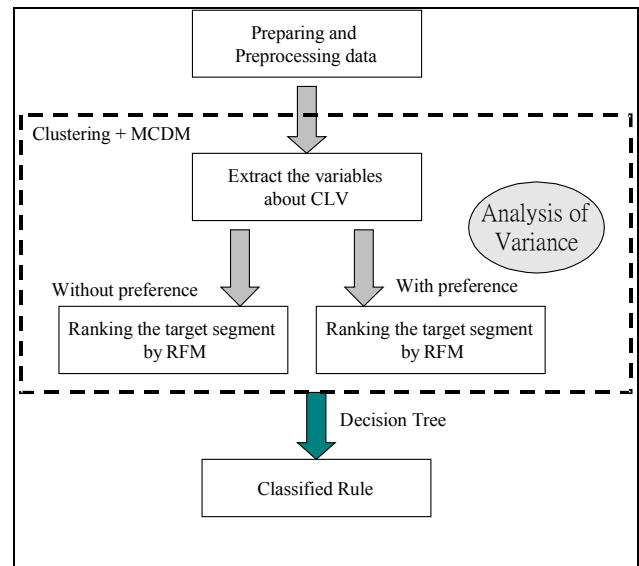 Preparing and
Preprocessing data
Clustering + MCDM
Extract the variables
about CLV
Analysis of
Variance
Without preference
With preference
Ranking the target segment
by RFM
Ranking the target segment
by RFM
Decision Tree
Classified Rule